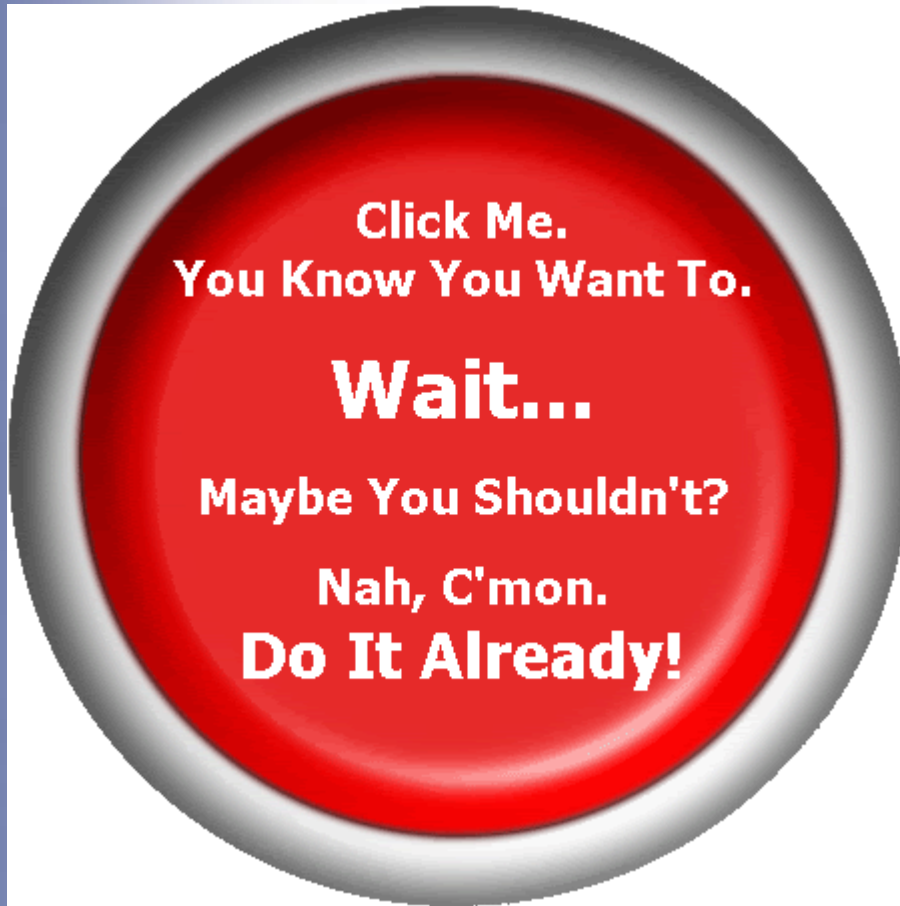 Click Me.
You Know You Want To.
Wait...
Maybe You Shouldn't?
Nah, C'mon.
Do It Already!